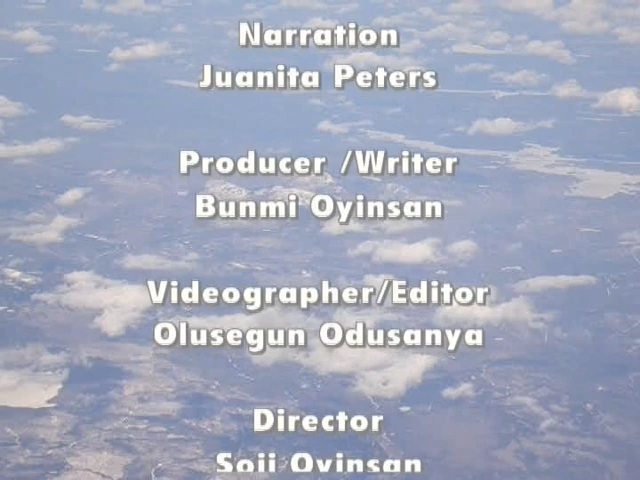 Narration
Juanita Peters
Producer /Writer
Bunmi Oyinsan
Videographer/Editor
Olusegun Odusanya
Director
Soji Oyinsan